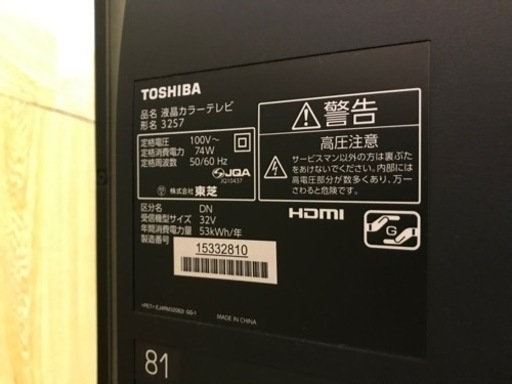 TOSHIBA
品名 液晶カラーテレビ
形名 32S7
定格電圧: 100V~
定格消費電力: 74W
定格周波数: 50/60 Hz
JQA
株式会社 東芝
区分名 DN
受信機型サイズ 32V
年間消費電力量 53kWh/年
製造番号
15332810
MADE IN CHINA
警告
高圧注意
サービスマン以外の方は裏ぶた
をあけないでください。内部には
高電圧部分が数多くあり、万一
さわると危険です。
HDMI
G
81